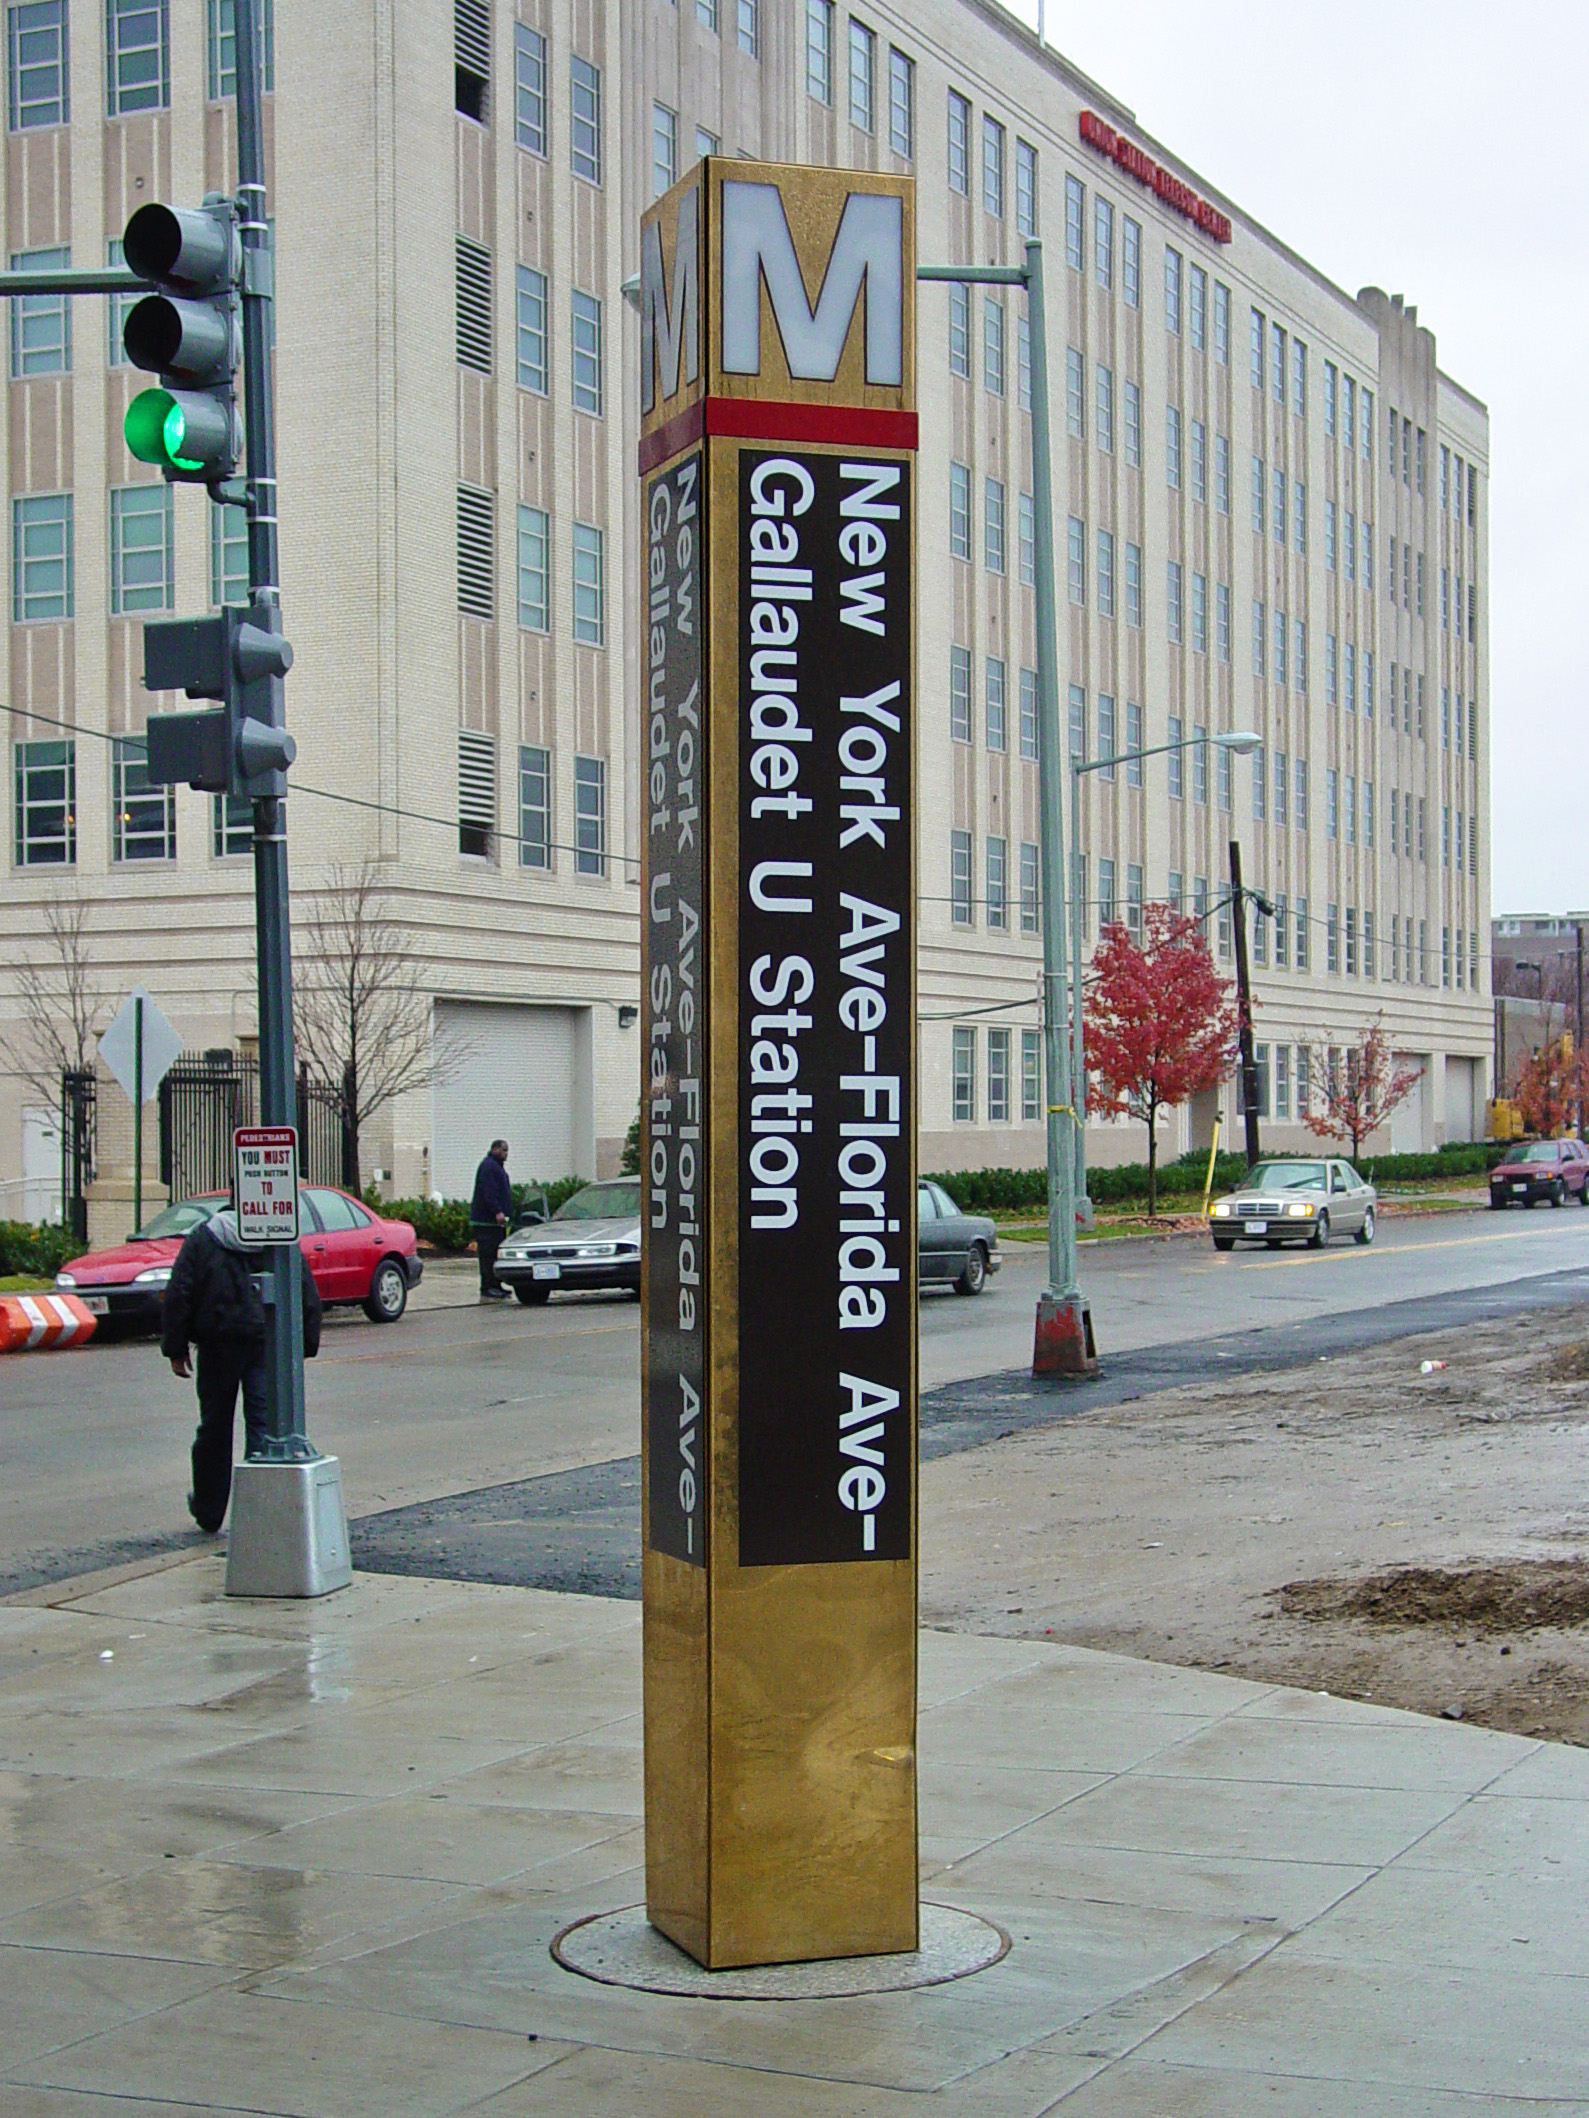 M
M
New York Ave-Florida Ave-
Gallaudet U Station
New York Ave-Florida Ave-
Gallaudet U Station
PEDESTRIANS
YOU MUST
PUSH BUTTON
TO
CALL FOR
WALK SIGNAL